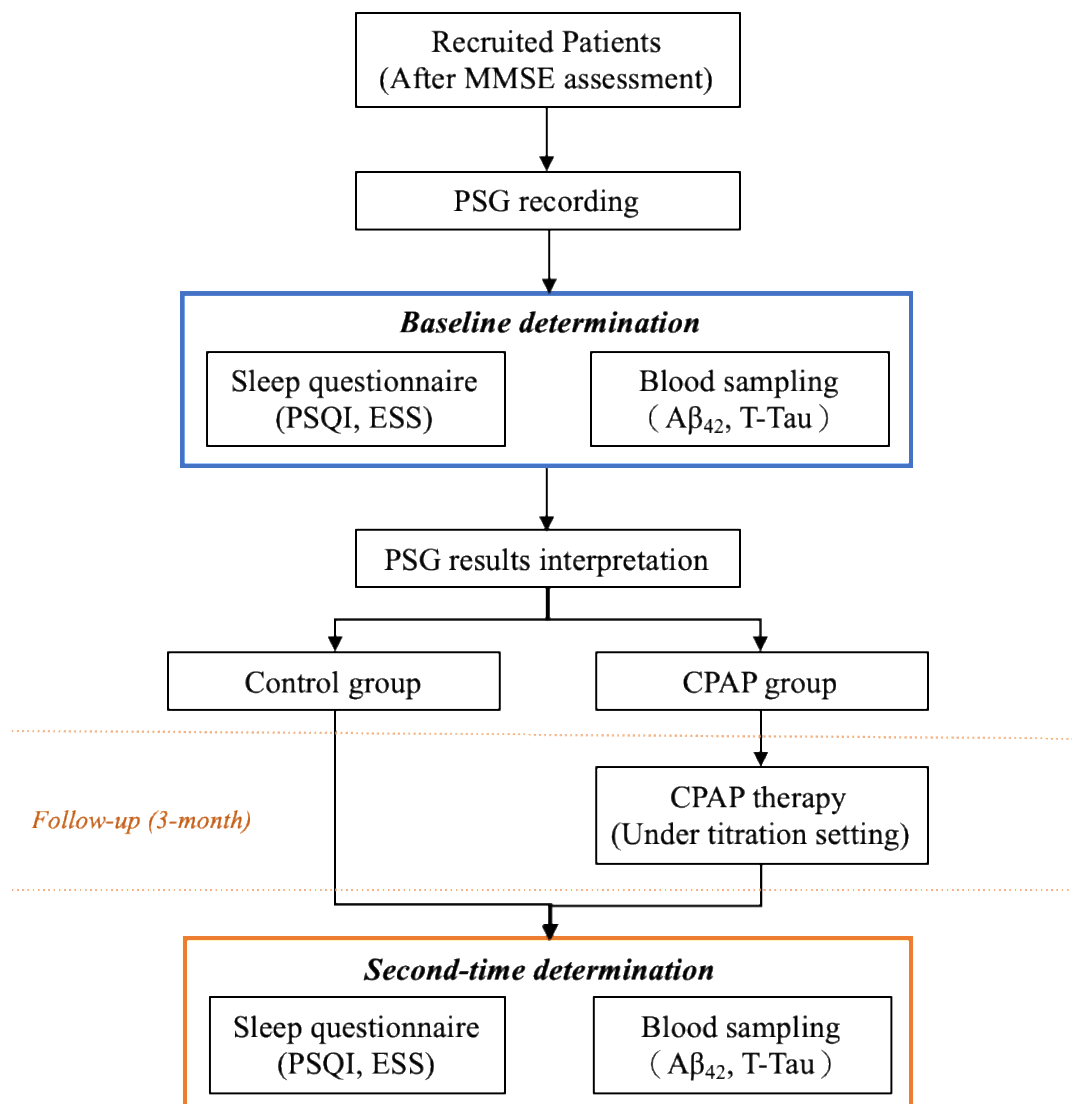 Recruited Patients
(After MMSE assessment)
PSG recording
Baseline determination
Sleep questionnaire
(PSQI, ESS)
Blood sampling
（Aβ₄₂, T-Tau）
PSG results interpretation
Control group
CPAP group
CPAP therapy
(Under titration setting)
Follow-up (3-month)
Second-time determination
Sleep questionnaire
(PSQI, ESS)
Blood sampling
（Aβ₄₂, T-Tau）